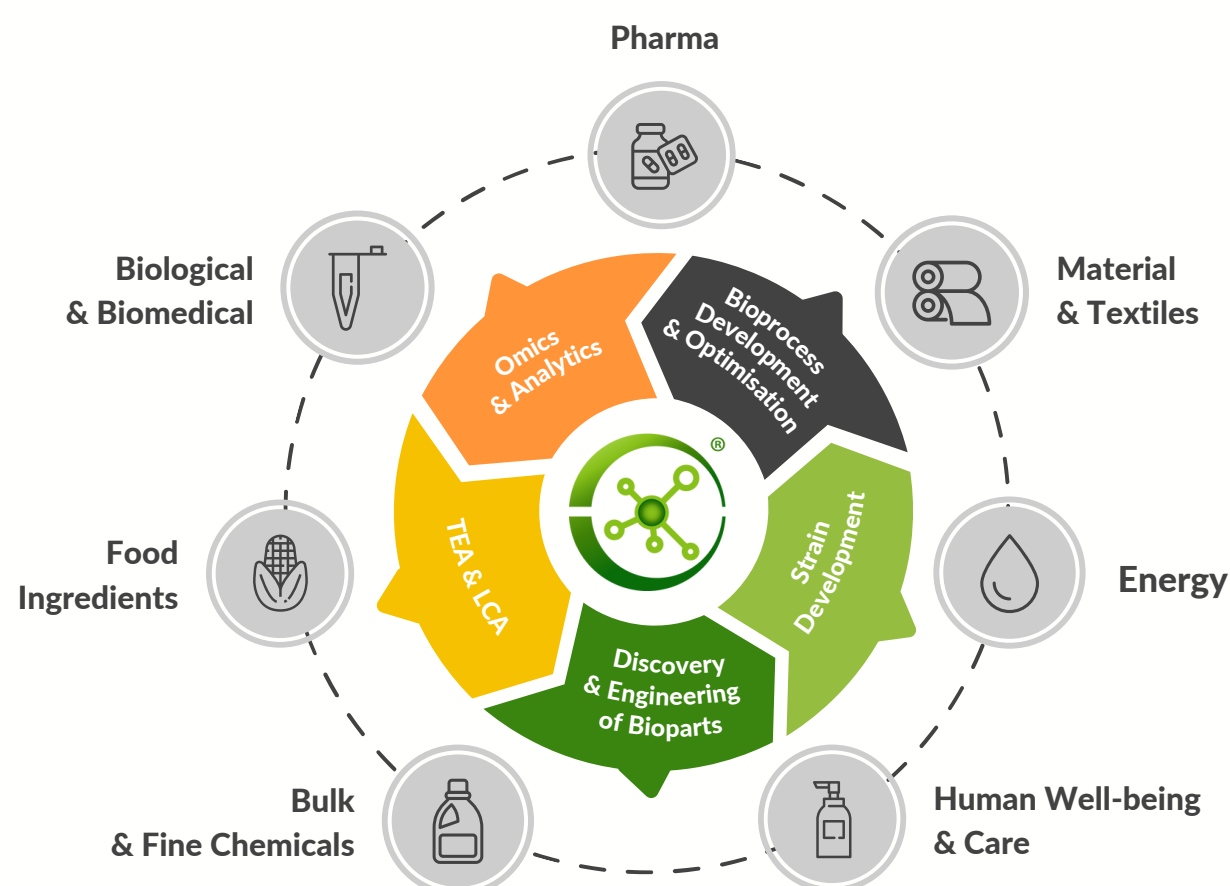 Pharma
Biological
& Biomedical
Material
& Textiles
Omics
& Analytics
Bioprocess
Development
& Optimisation
®
TEA & LCA
Strain
Development
Food
Ingredients
Energy
Discovery
& Engineering
of Bioparts
Bulk
& Fine Chemicals
Human Well-being
& Care